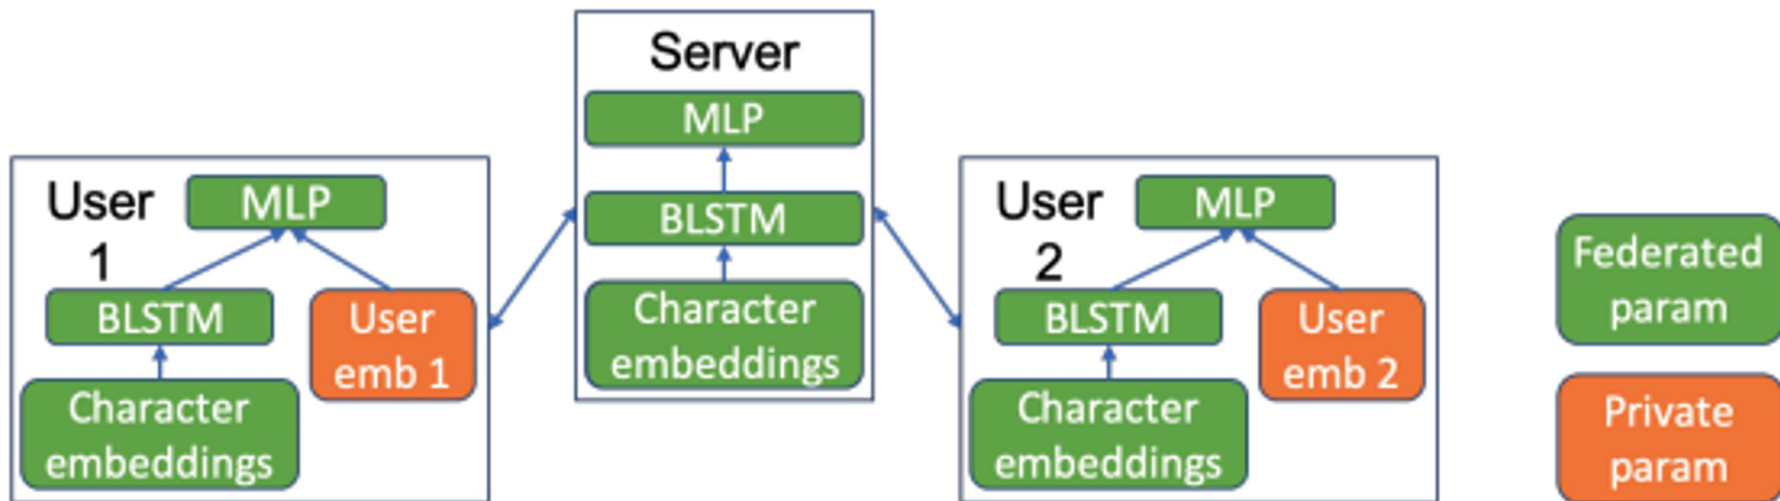 User
1
MLP
BLSTM
User
emb 1
Character
embeddings
Server
MLP
BLSTM
Character
embeddings
User
2
MLP
BLSTM
User
emb 2
Character
embeddings
Federated
param
Private
param